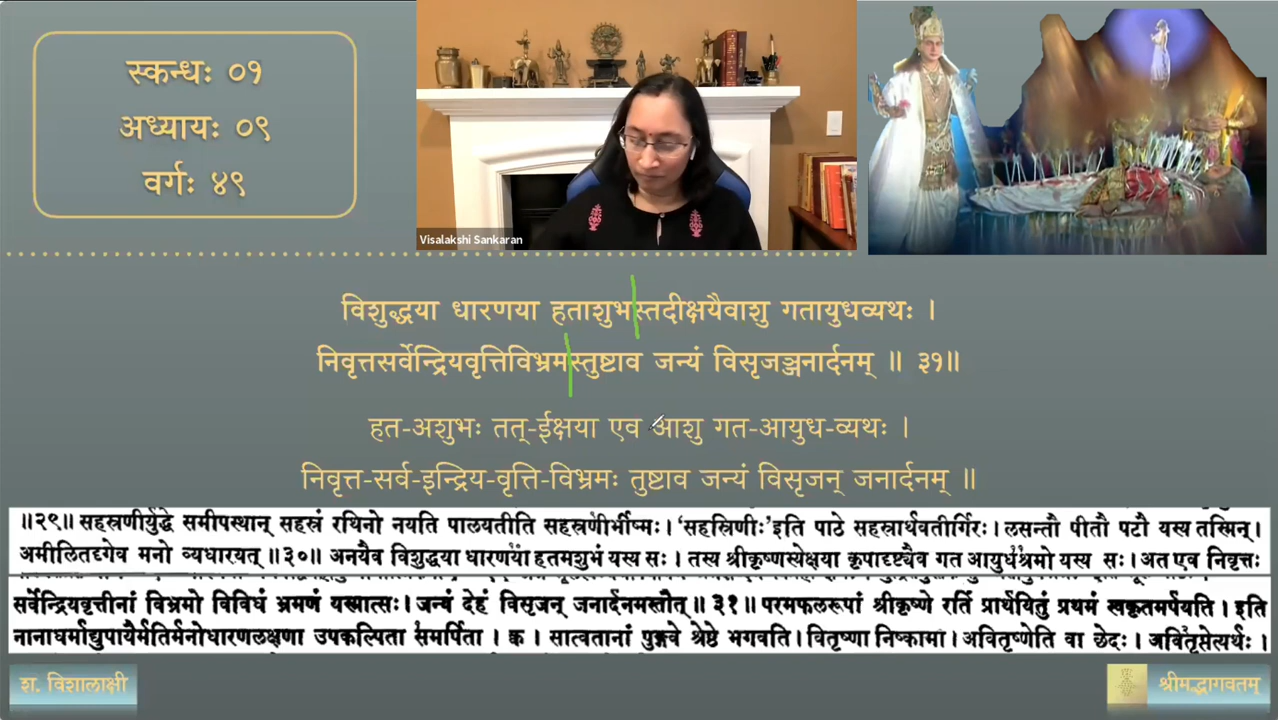 स्कन्धः ०१
अध्यायः ०९
वर्गः ४९
Visalakshi Sankaran
विशुद्धया धारणया हताशुभस्तदीक्षयैवाशु गतायुधव्यथः ।
निवृत्तसर्वेन्द्रियवृत्तिविभ्रमस्तुष्टाव जन्यं विसृजञ्जनार्दनम् ॥ ३१॥
हत-अशुभः तत्-ईक्षया एव आशु गत-आयुध-व्यथः ।
निवृत्त-सर्व-इन्द्रिय-वृत्ति-विभ्रमः तुष्टाव जन्यं विसृजन् जनार्दनम् ॥
॥२९॥ सहस्रणीर्युद्धे समीपस्थान् सहस्रं रथिनो नयति पालयतीति सहस्रणीर्भीष्मः। 'सहस्रिणीः' इति पाठे सहस्रार्थवतीर्गिरः। लसन्तौ पीतौ पटौ यस्य तस्मिन्।
अमीलितदृगेव मनो व्यधारयत् ॥३०॥ अनयैव विशुद्धया धारणया हतमशुभं यस्य सः। तस्य श्रीकृष्णस्येक्षया कृपादृष्ट्यैव गत आयुधश्रमो यस्य सः। अत एव निवृत्तः
सर्वेन्द्रियवृत्तीनां विभ्रमो विविधं भ्रमणं यस्मात्सः। जन्यं देहं विसृजन् जनार्दनमस्तौत् ॥ ३१॥ परमफलरूपां श्रीकृष्णे रतिं प्रार्थयितुं प्रथमं स्वकृतमर्पयति। इति
नानाधर्माद्युपायैर्मतिर्मनोधारणलक्षणा उपकल्पिता समर्पिता। क्व। सात्वतानां पुङ्गवे श्रेष्ठे भगवति। वितृष्णा निष्कामा। अवितृष्णेति वा छेदः। अवितृप्तेत्यर्थः।
श. विशालाक्षी
श्रीमद्भागवतम्